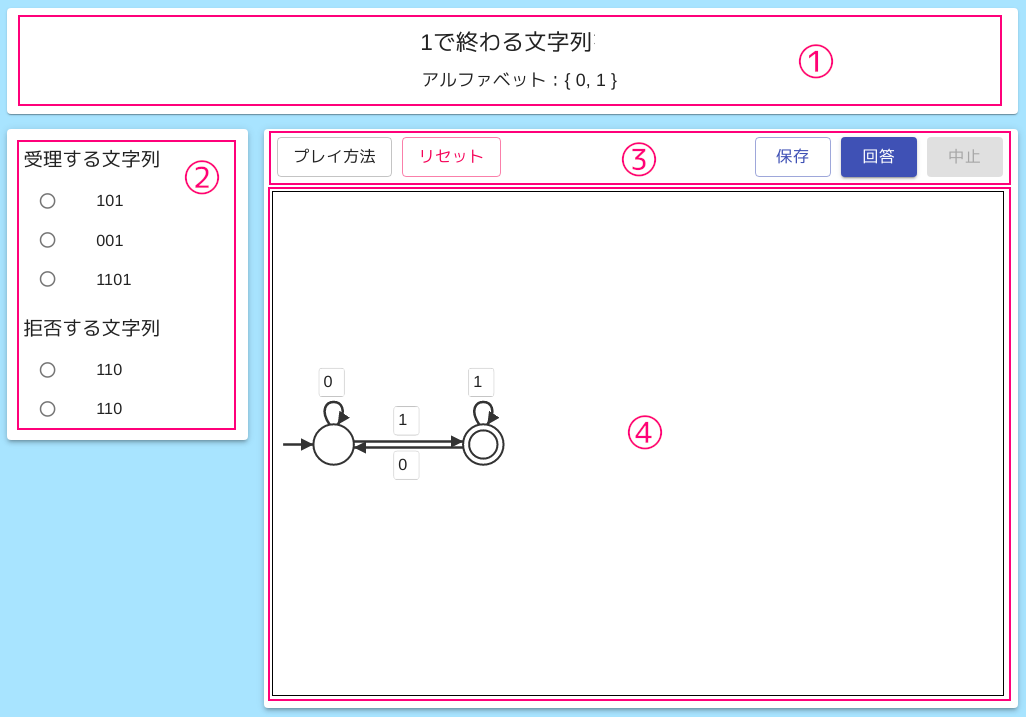 1で終わる文字列
アルファベット：{ 0, 1 }
①
受理する文字列
②
101
001
1101
拒否する文字列
110
110
プレイ方法 リセット ③ 保存 回答 中止
0 1
1
0
④